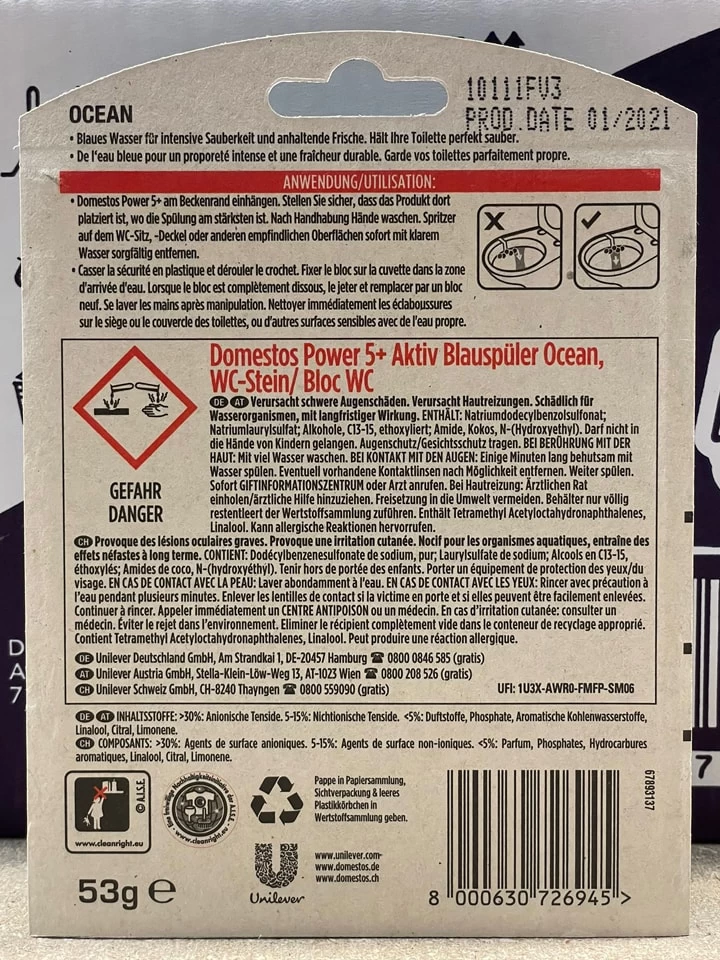 10111FV3
PROD.DATE 01/2021
OCEAN
• Blaues Wasser für intensive Sauberkeit und anhaltende Frische. Hält Ihre Toilette perfekt sauber.
• De l'eau bleue pour un proporeté intense et une fraîcheur durable. Garde vos toilettes parfaitement propre.
ANWENDUNG/UTILISATION:
• Domestos Power 5+ am Beckenrand einhängen. Stellen Sie sicher, dass das Produkt dort
platziert ist, wo die Spülung am stärksten ist. Nach Handhabung Hände waschen. Spritzer
auf dem WC-Sitz, -Deckel oder anderen empfindlichen Oberflächen sofort mit klarem
Wasser sorgfältig entfernen.
• Casser la sécurité en plastique et dérouler le crochet. Fixer le bloc sur la cuvette dans la zone
d'arrivée d'eau. Lorsque le bloc est complètement dissous, le jeter et remplacer par un bloc
neuf. Se laver les mains après manipulation. Nettoyer immédiatement les éclaboussures
sur le siège ou le couvercle des toilettes, ou d'autres surfaces sensibles avec de l'eau propre.
Domestos Power 5+ Aktiv Blauspüler Ocean,
WC-Stein/ Bloc WC
DE AT Verursacht schwere Augenschäden. Verursacht Hautreizungen. Schädlich für
Wasserorganismen, mit langfristiger Wirkung. ENTHÄLT: Natriumdodecylbenzolsulfonat;
Natriumlaurylsulfat; Alkohole, C13-15, ethoxyliert; Amide, Kokos, N-(Hydroxyethyl). Darf nicht in
die Hände von Kindern gelangen. Augenschutz/Gesichtsschutz tragen. BEI BERÜHRUNG MIT DER
HAUT: Mit viel Wasser waschen. BEI KONTAKT MIT DEN AUGEN: Einige Minuten lang behutsam mit
Wasser spülen. Eventuell vorhandene Kontaktlinsen nach Möglichkeit entfernen. Weiter spülen.
Sofort GIFTINFORMATIONSZENTRUM oder Arzt anrufen. Bei Hautreizung: Ärztlichen Rat
einholen/ärztliche Hilfe hinzuziehen. Freisetzung in die Umwelt vermeiden. Behälter nur völlig
restentleert der Wertstoffsammlung zuführen. Enthält Tetramethyl Acetyloctahydronaphthalenes,
Linalool. Kann allergische Reaktionen hervorrufen.
GEFAHR
DANGER
CH Provoque des lésions oculaires graves. Provoque une irritation cutanée. Nocif pour les organismes aquatiques, entraîne des
effets néfastes à long terme. CONTIENT: Dodécylbenzenesulfonate de sodium, pur; Laurylsulfate de sodium; Alcools en C13-15,
éthoxylés; Amides de coco, N-(hydroxyéthyl). Tenir hors de portée des enfants. Porter un équipement de protection des yeux/du
visage. EN CAS DE CONTACT AVEC LA PEAU: Laver abondamment à l'eau. EN CAS DE CONTACT AVEC LES YEUX: Rincer avec précaution à
l'eau pendant plusieurs minutes. Enlever les lentilles de contact si la victime en porte et si elles peuvent être facilement enlevées.
Continuer à rincer. Appeler immédiatement un CENTRE ANTIPOISON ou un médecin. En cas d'irritation cutanée: consulter un
médecin. Éviter le rejet dans l'environnement. Eliminer le récipient complètement vide dans le conteneur de recyclage approprié.
Contient Tetramethyl Acetyloctahydronaphthalenes, Linalool. Peut produire une réaction allergique.
DE Unilever Deutschland GmbH, Am Strandkai 1, DE-20457 Hamburg ☎ 0800 0846 585 (gratis)
AT Unilever Austria GmbH, Stella-Klein-Löw-Weg 13, AT-1023 Wien ☎ 0800 208 526 (gratis)
CH Unilever Schweiz GmbH, CH-8240 Thayngen ☎ 0800 559090 (gratis)
UFI: 1U3X-AWR0-FMFP-SM06
DE AT INHALTSSTOFFE: >30%: Anionische Tenside. 5-15%: Nichtionische Tenside. <5%: Duftstoffe, Phosphate, Aromatische Kohlenwasserstoffe,
Linalool, Citral, Limonene.
CH COMPOSANTS: >30%: Agents de surface anioniques. 5-15%: Agents de surface non-ioniques. <5%: Parfum, Phosphates, Hydrocarbures
aromatiques, Linalool, Citral, Limonene.
© A.I.S.E.
www.cleanright.eu
Eine freiwillige Nachhaltigkeitsinitiative der A.I.S.E.
www.cleanright.eu
Pappe in Papiersammlung,
Sichtverpackung & leeres
Plastikkörbchen in
Wertstoffsammlung geben.
53g e
Unilever
www.unilever.com
www.domestos.de
www.domestos.ch
67893137
8 000630 726945 >
D
A
7
7